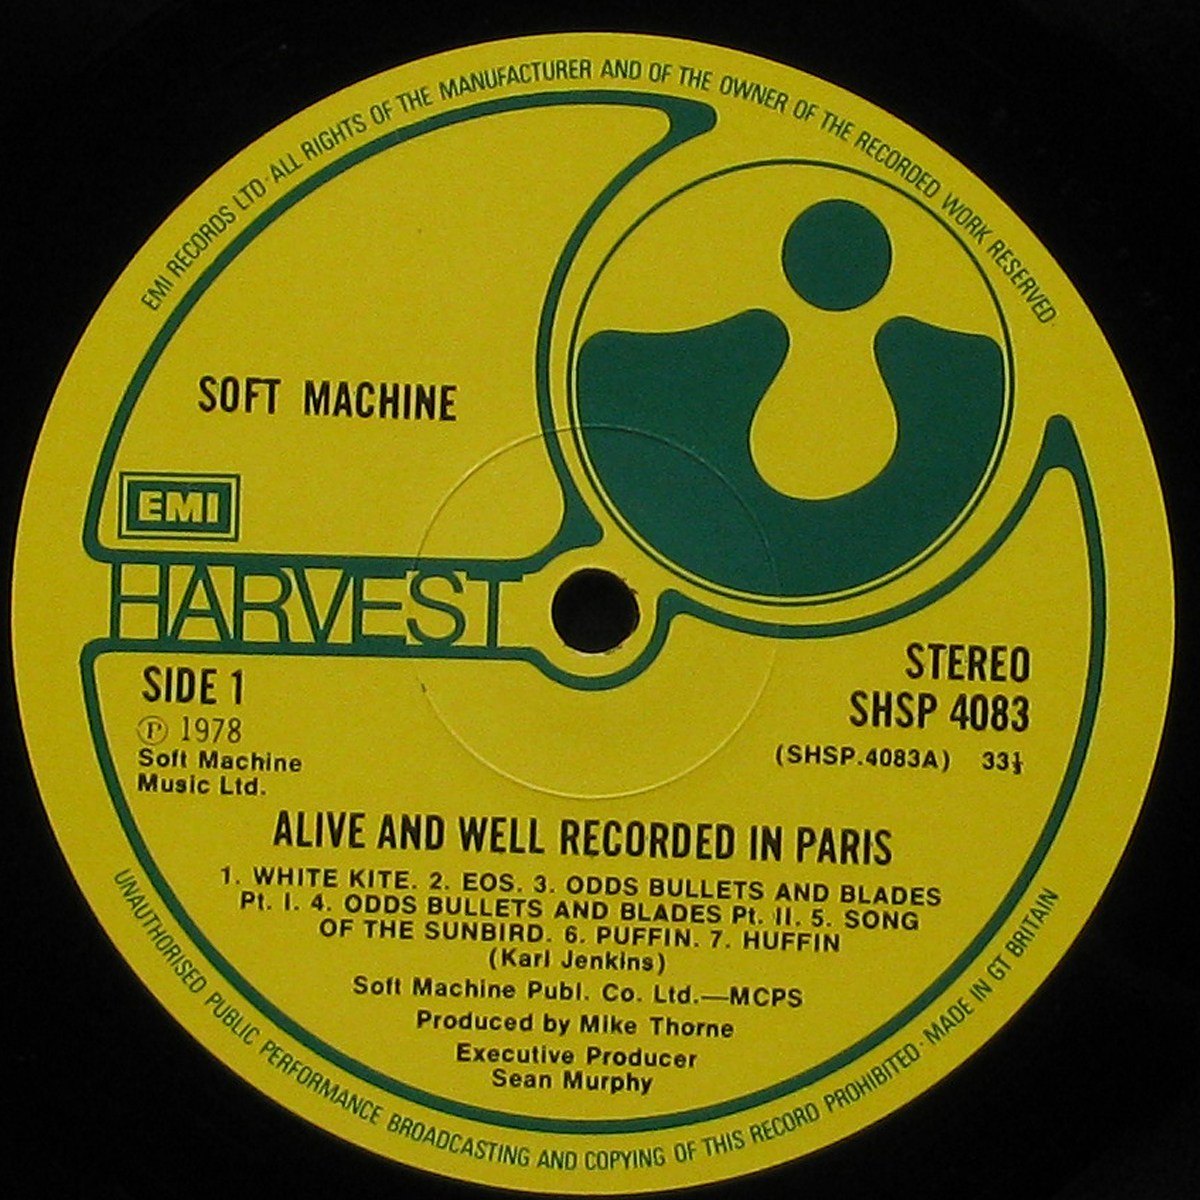 EMI RECORDS LTD·ALL RIGHTS OF THE MANUFACTURER AND OF THE OWNER OF THE RECORDED WORK RESERVED·
SOFT MACHINE
EMI
HARVEST
SIDE 1
℗ 1978
Soft Machine
Music Ltd.
STEREO
SHSP 4083
(SHSP.4083A) 33⅓
ALIVE AND WELL RECORDED IN PARIS
1. WHITE KITE. 2. EOS. 3. ODDS BULLETS AND BLADES
Pt. I. 4. ODDS BULLETS AND BLADES Pt. II. 5. SONG
OF THE SUNBIRD. 6. PUFFIN. 7. HUFFIN
(Karl Jenkins)
Soft Machine Publ. Co. Ltd.—MCPS
Produced by Mike Thorne
Executive Producer
Sean Murphy
UNAUTHORISED PUBLIC PERFORMANCE BROADCASTING AND COPYING OF THIS RECORD PROHIBITED·MADE IN GT BRITAIN